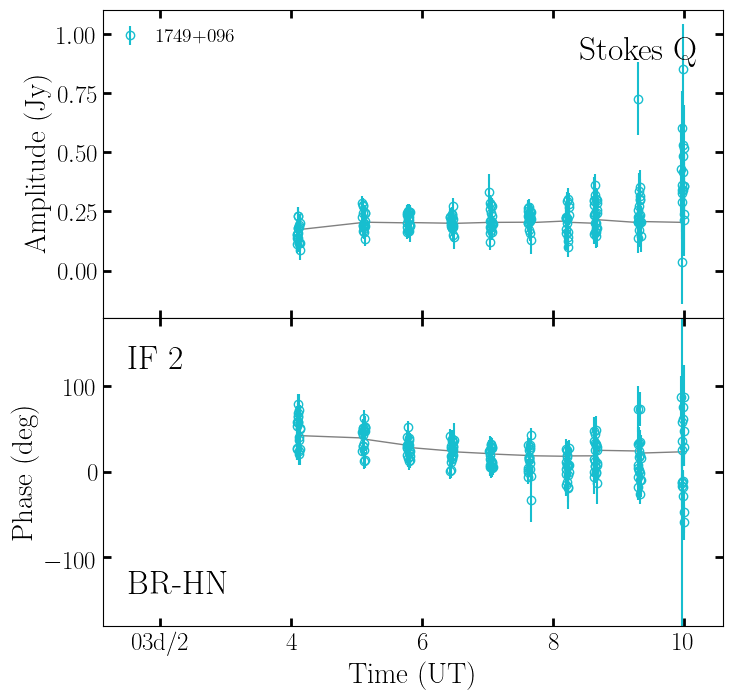 1749+096
Stokes Q
1.00
0.75
0.50
0.25
0.00
Amplitude (Jy)
IF 2
100
0
−100
Phase (deg)
BR-HN
03d/2
4
6
8
10
Time (UT)